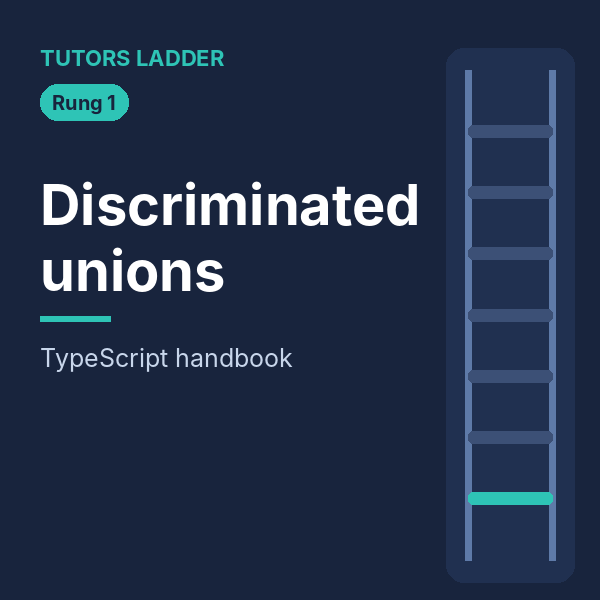 TUTORS LADDER
Rung 1
Discriminated
unions
TypeScript handbook